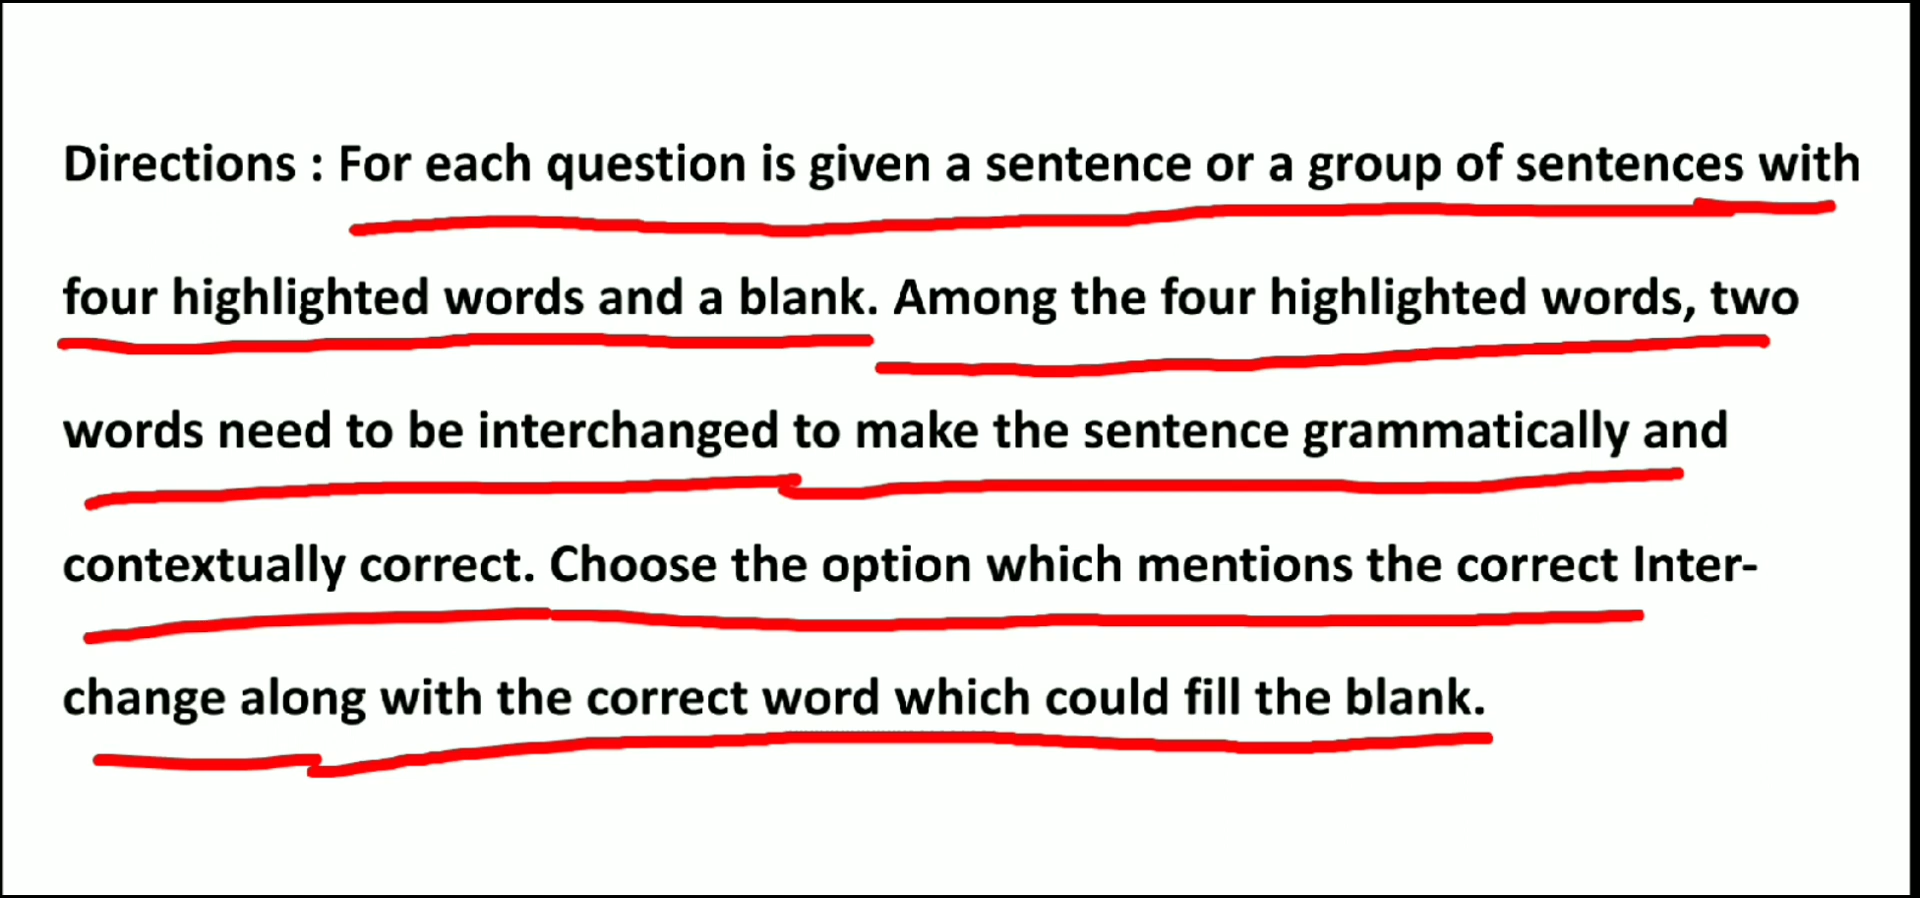 Directions : For each question is given a sentence or a group of sentences with
four highlighted words and a blank. Among the four highlighted words, two
words need to be interchanged to make the sentence grammatically and
contextually correct. Choose the option which mentions the correct Inter-
change along with the correct word which could fill the blank.